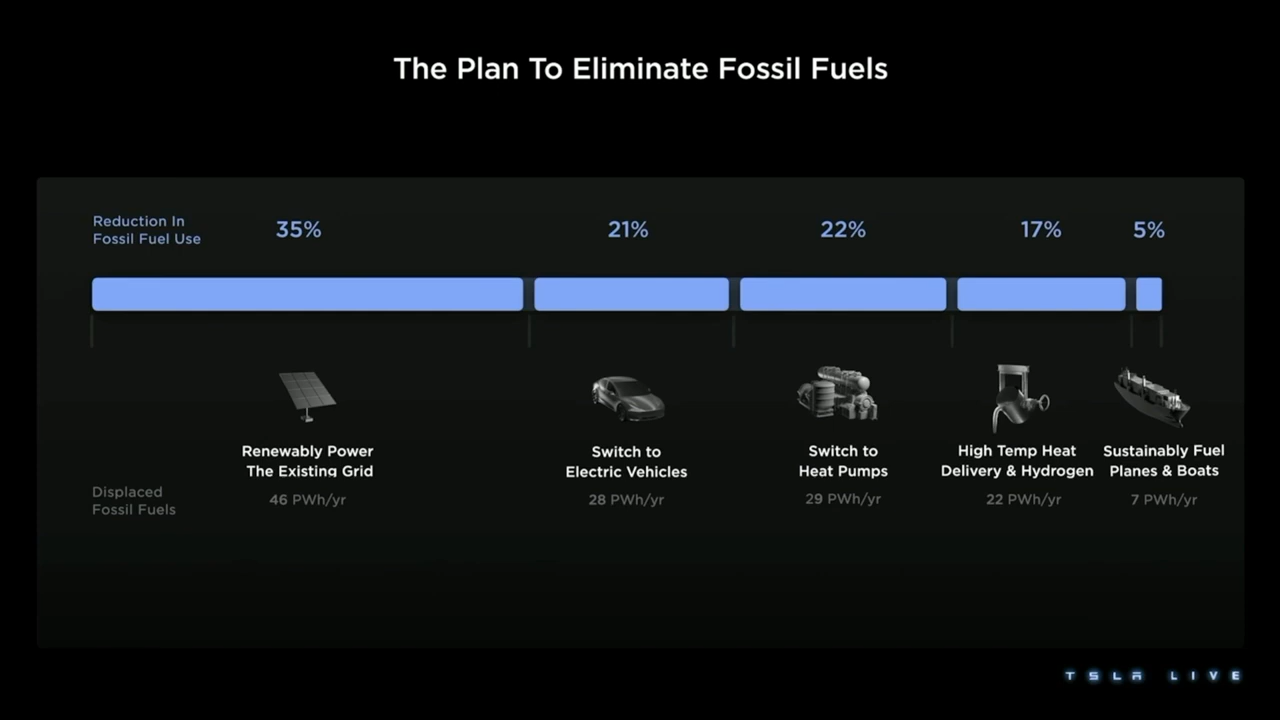 The Plan To Eliminate Fossil Fuels
Reduction In
Fossil Fuel Use
35%
21%
22%
17%
5%
Renewably Power
The Existing Grid
46 PWh/yr
Switch to
Electric Vehicles
28 PWh/yr
Switch to
Heat Pumps
29 PWh/yr
High Temp Heat
Delivery & Hydrogen
22 PWh/yr
Sustainably Fuel
Planes & Boats
7 PWh/yr
Displaced
Fossil Fuels
TSLA LIVE